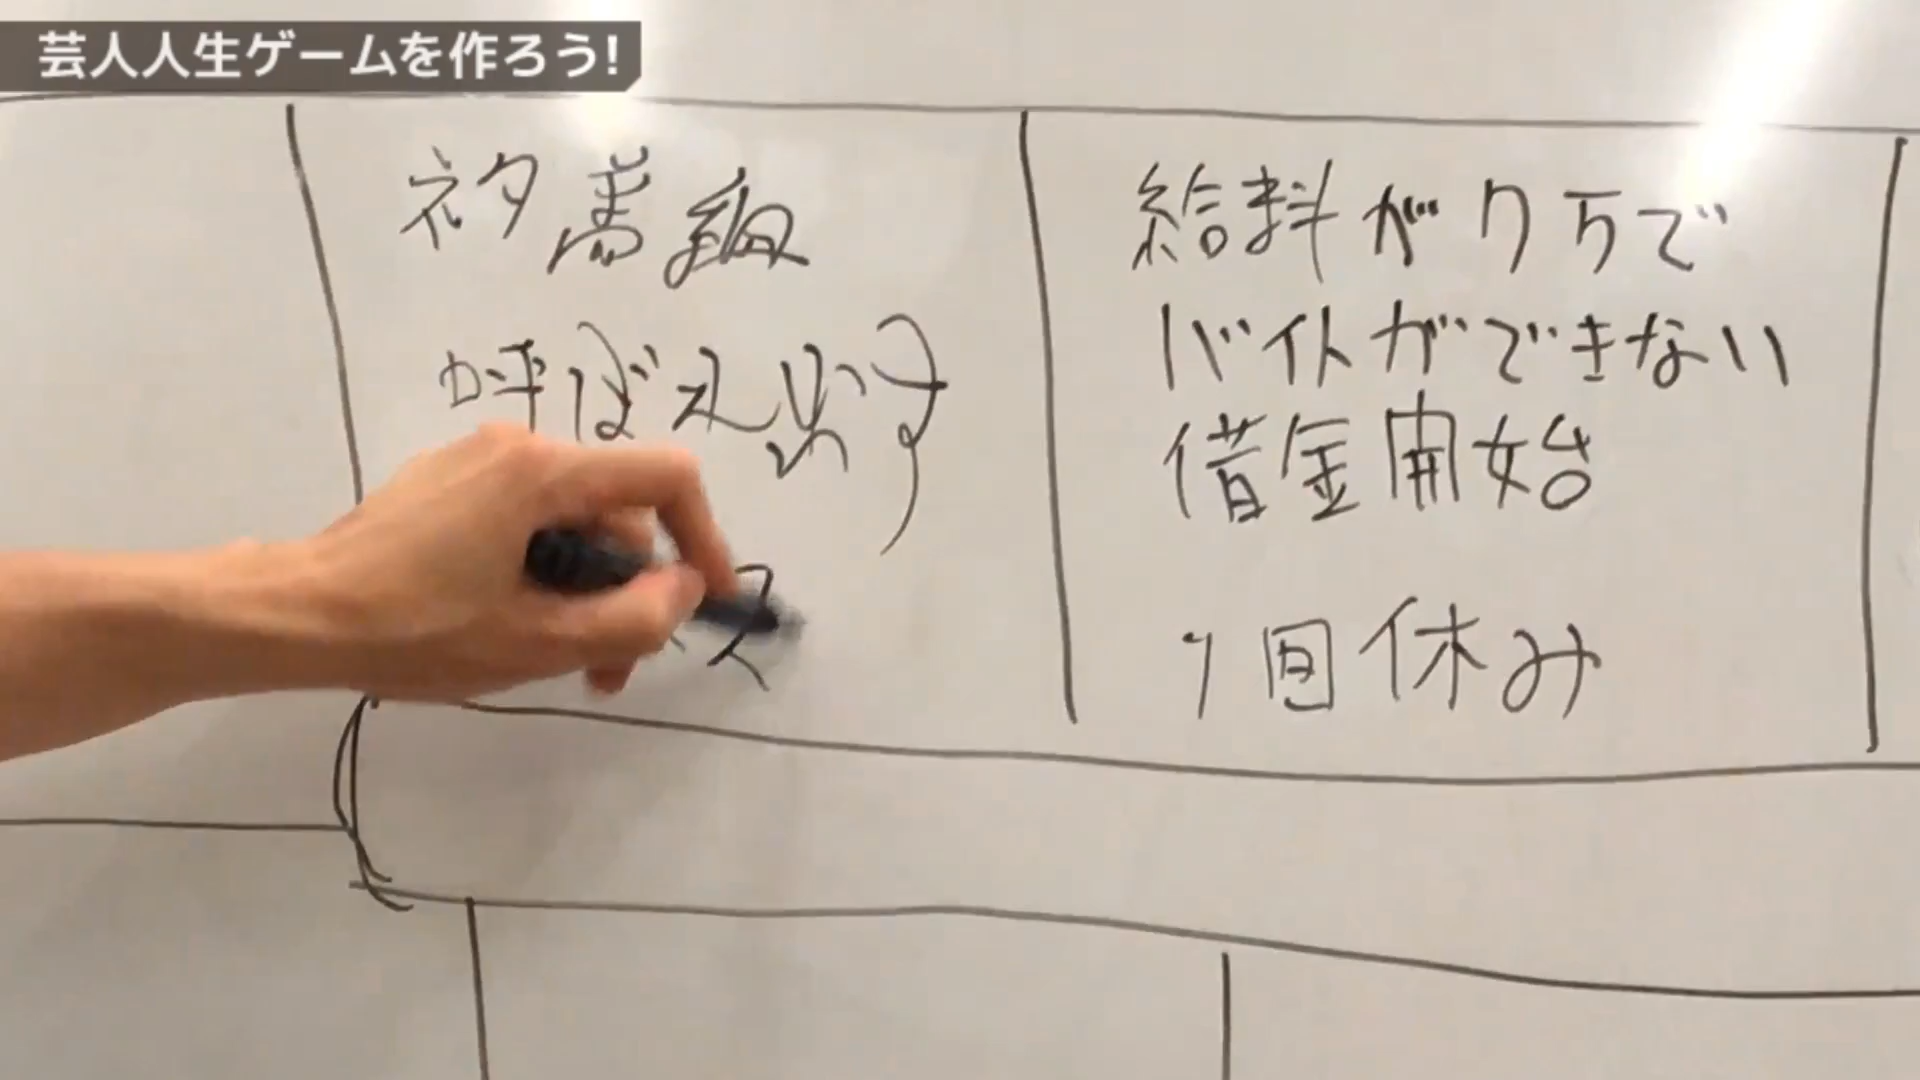 芸人人生ゲームを作ろう!
ネタ番組
呼ばれ出す
給料が7万で
バイトができない
借金開始
1回休み